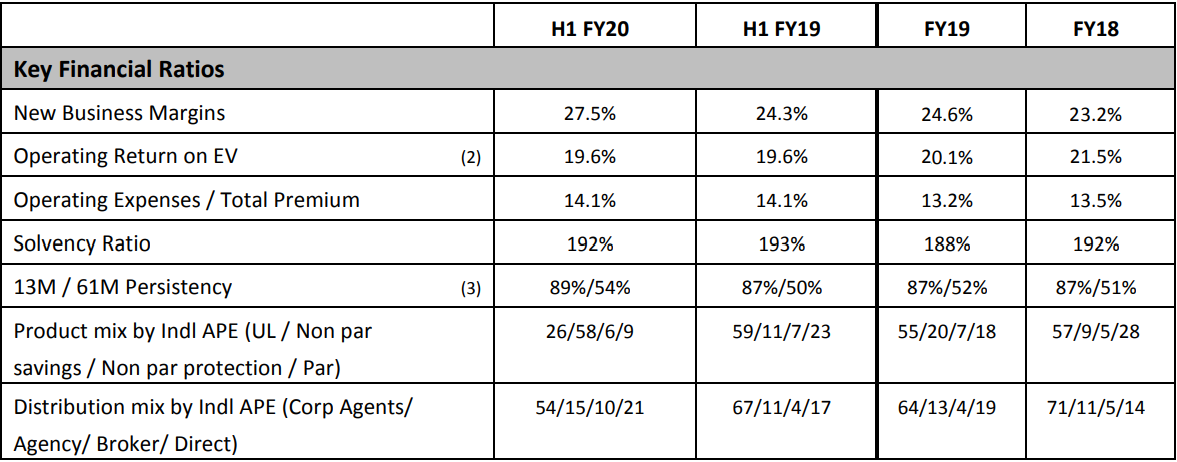 H1 FY20 H1 FY19 FY19 FY18
Key Financial Ratios
New Business Margins 27.5% 24.3% 24.6% 23.2%
Operating Return on EV (2) 19.6% 19.6% 20.1% 21.5%
Operating Expenses / Total Premium 14.1% 14.1% 13.2% 13.5%
Solvency Ratio 192% 193% 188% 192%
13M / 61M Persistency (3) 89%/54% 87%/50% 87%/52% 87%/51%
Product mix by Indl APE (UL / Non par 26/58/6/9 59/11/7/23 55/20/7/18 57/9/5/28
savings / Non par protection / Par)
Distribution mix by Indl APE (Corp Agents/ 54/15/10/21 67/11/4/17 64/13/4/19 71/11/5/14
Agency/ Broker/ Direct)